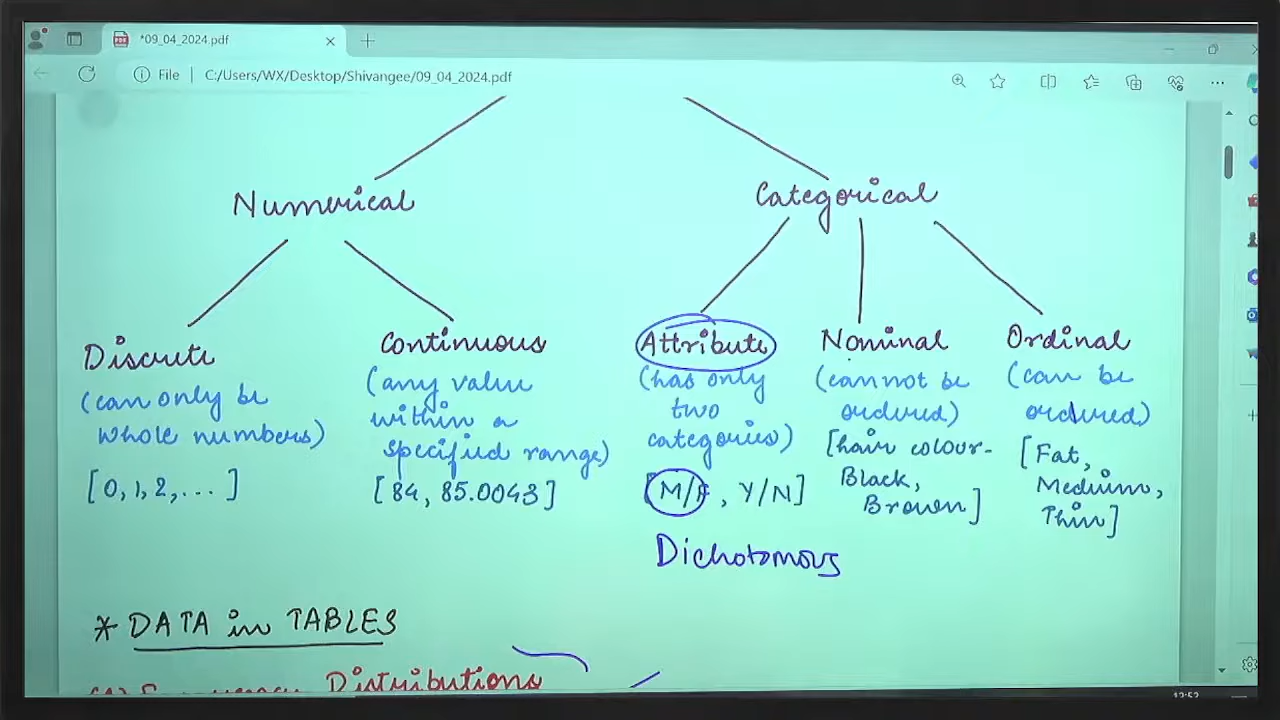 *09_04_2024.pdf
File | C:/Users/WX/Desktop/Shivangee/09_04_2024.pdf
Numerical
Categorical
Discrete
(can only be
whole numbers)
[0, 1, 2, ... ]
Continuous
(any value
within a
specified range)
[84, 85.0043]
Attribute
(has only
two
categories)
[M/F, Y/N]
Dichotomous
Nominal
(cannot be
ordered)
[hair colour-
Black,
Brown]
Ordinal
(can be
ordered)
[Fat,
Medium,
Thin]
* DATA in TABLES
Distributions